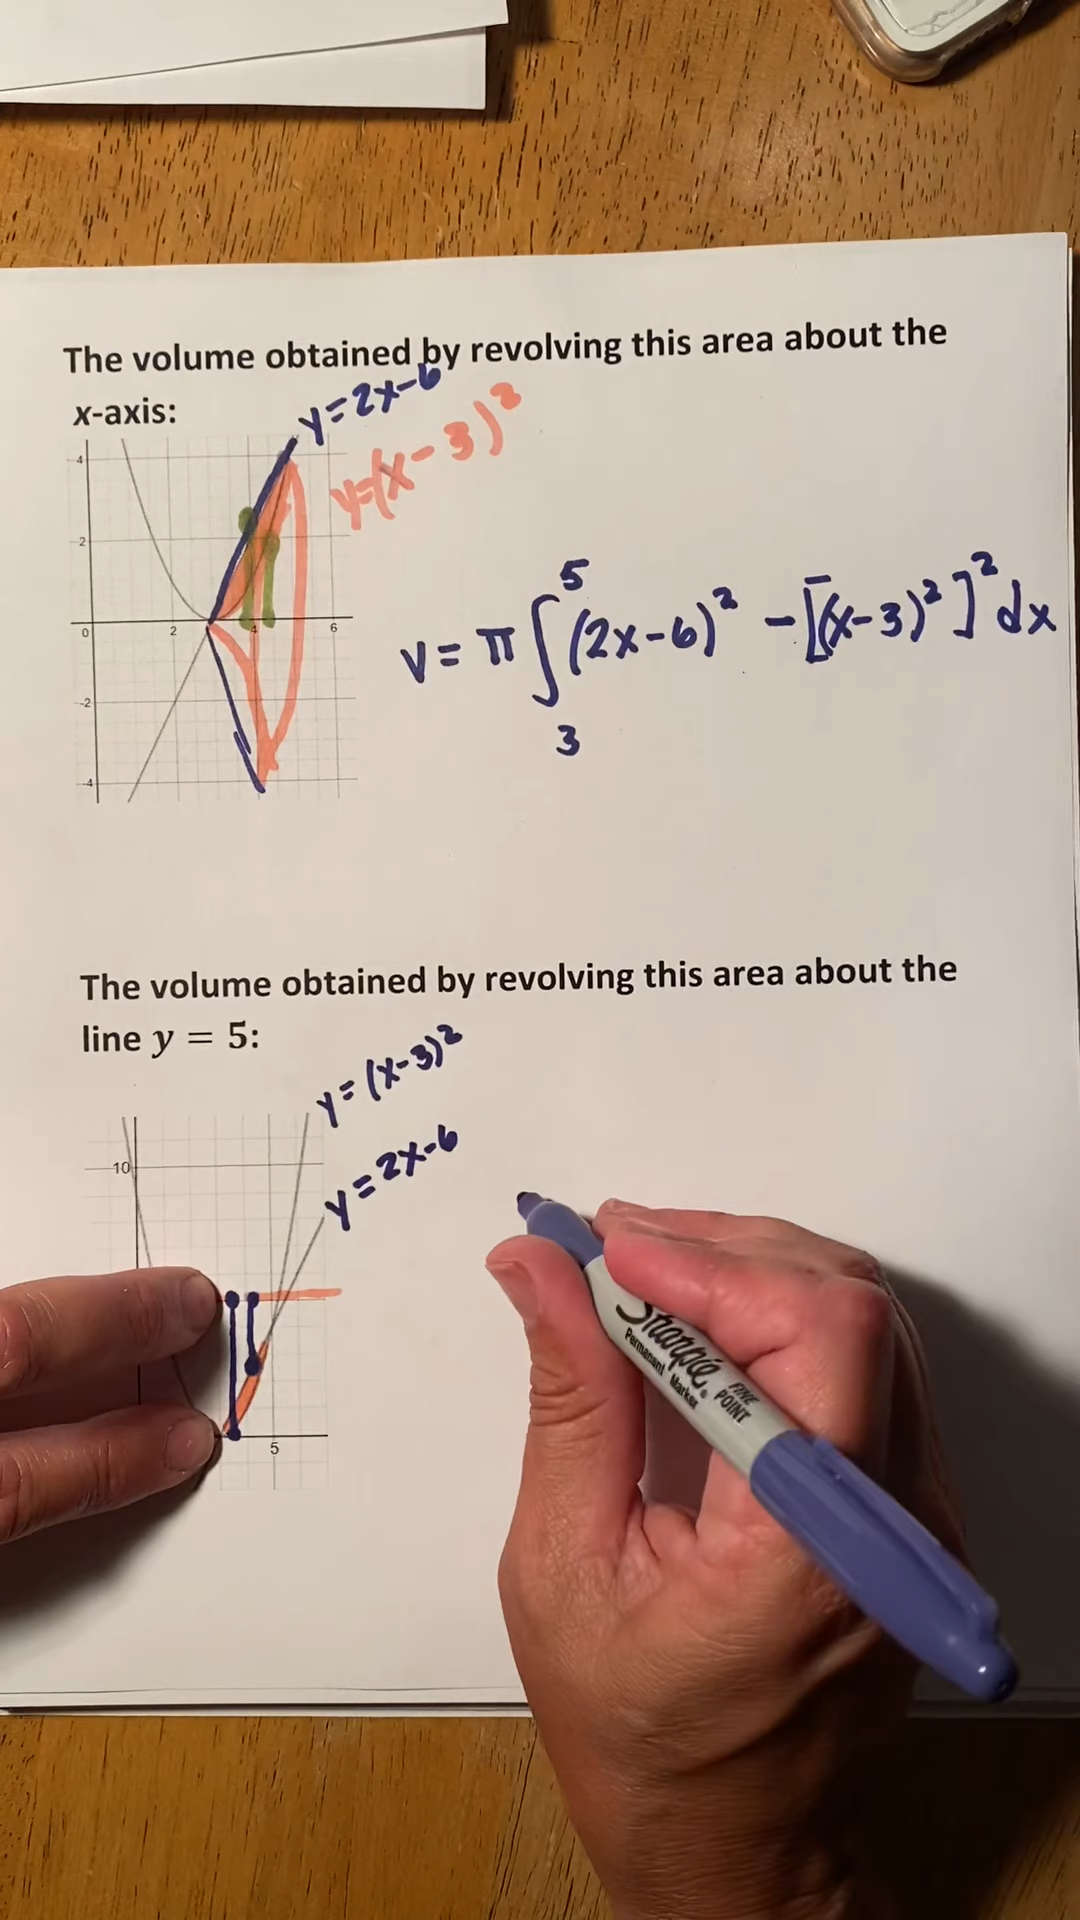 The volume obtained by revolving this area about the
x-axis:
y=2x-6
y=(x-3)²
4
2
0
2
4
6
-2
-4
V = π ∫₃⁵ (2x-6)² - [(x-3)²]² dx
The volume obtained by revolving this area about the
line y = 5:
y = (x-3)²
y = 2x-6
10
5
Sharpie
FINE
POINT
Permanent Marker